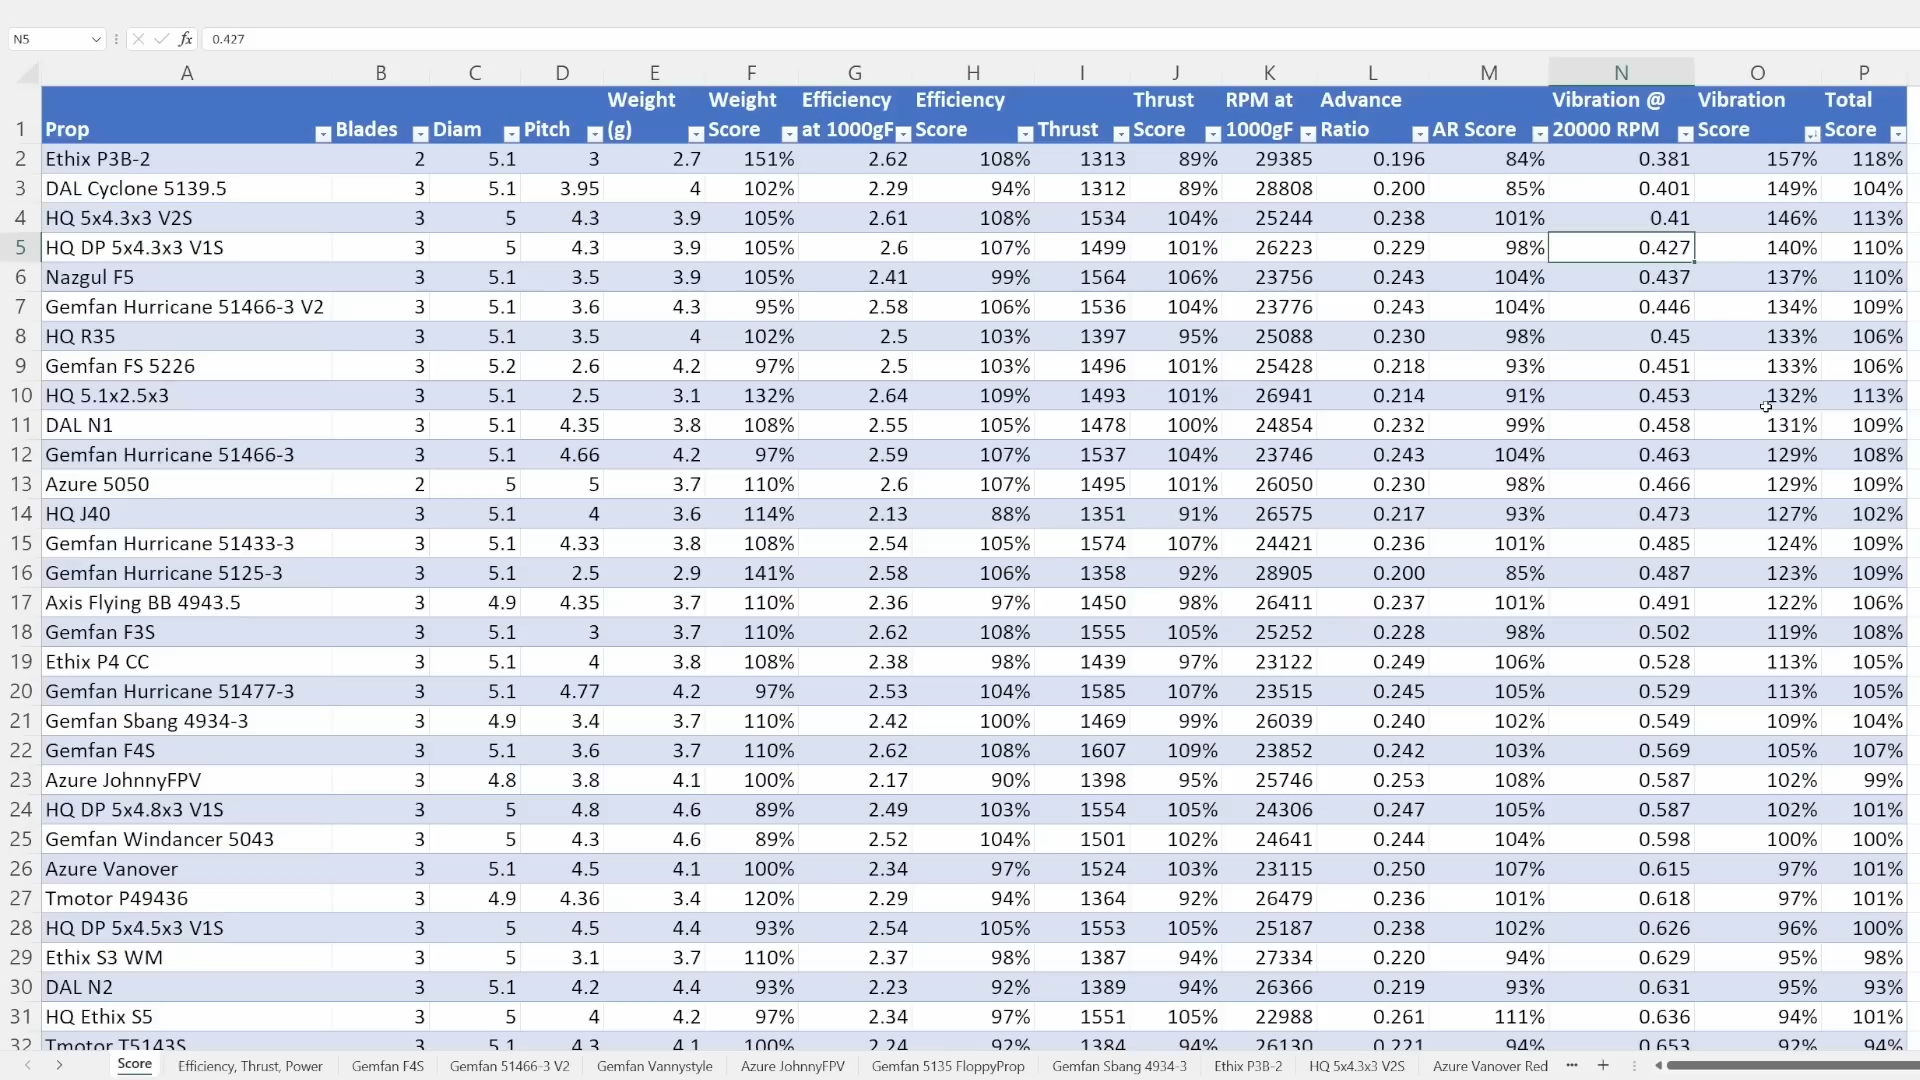 N5 fx 0.427
A B C D E F G H I J K L M N O P
Weight Weight Efficiency Efficiency Thrust RPM at Advance Vibration @ Vibration Total
1 Prop Blades Diam Pitch (g) Score at 1000gF Score Thrust Score 1000gF Ratio AR Score 20000 RPM Score Score
2 Ethix P3B-2 2 5.1 3 2.7 151% 2.62 108% 1313 89% 29385 0.196 84% 0.381 157% 118%
3 DAL Cyclone 5139.5 3 5.1 3.95 4 102% 2.29 94% 1312 89% 28808 0.200 85% 0.401 149% 104%
4 HQ 5x4.3x3 V2S 3 5 4.3 3.9 105% 2.61 108% 1534 104% 25244 0.238 101% 0.41 146% 113%
5 HQ DP 5x4.3x3 V1S 3 5 4.3 3.9 105% 2.6 107% 1499 101% 26223 0.229 98% 0.427 140% 110%
6 Nazgul F5 3 5.1 3.5 3.9 105% 2.41 99% 1564 106% 23756 0.243 104% 0.437 137% 110%
7 Gemfan Hurricane 51466-3 V2 3 5.1 3.6 4.3 95% 2.58 106% 1536 104% 23776 0.243 104% 0.446 134% 109%
8 HQ R35 3 5.1 3.5 4 102% 2.5 103% 1397 95% 25088 0.230 98% 0.45 133% 106%
9 Gemfan FS 5226 3 5.2 2.6 4.2 97% 2.5 103% 1496 101% 25428 0.218 93% 0.451 133% 106%
10 HQ 5.1x2.5x3 3 5.1 2.5 3.1 132% 2.64 109% 1493 101% 26941 0.214 91% 0.453 132% 113%
11 DAL N1 3 5.1 4.35 3.8 108% 2.55 105% 1478 100% 24854 0.232 99% 0.458 131% 109%
12 Gemfan Hurricane 51466-3 3 5.1 4.66 4.2 97% 2.59 107% 1537 104% 23746 0.243 104% 0.463 129% 108%
13 Azure 5050 2 5 5 3.7 110% 2.6 107% 1495 101% 26050 0.230 98% 0.466 129% 109%
14 HQ J40 3 5.1 4 3.6 114% 2.13 88% 1351 91% 26575 0.217 93% 0.473 127% 102%
15 Gemfan Hurricane 51433-3 3 5.1 4.33 3.8 108% 2.54 105% 1574 107% 24421 0.236 101% 0.485 124% 109%
16 Gemfan Hurricane 5125-3 3 5.1 2.5 2.9 141% 2.58 106% 1358 92% 28905 0.200 85% 0.487 123% 109%
17 Axis Flying BB 4943.5 3 4.9 4.35 3.7 110% 2.36 97% 1450 98% 26411 0.237 101% 0.491 122% 106%
18 Gemfan F3S 3 5.1 3 3.7 110% 2.62 108% 1555 105% 25252 0.228 98% 0.502 119% 108%
19 Ethix P4 CC 3 5.1 4 3.8 108% 2.38 98% 1439 97% 23122 0.249 106% 0.528 113% 105%
20 Gemfan Hurricane 51477-3 3 5.1 4.77 4.2 97% 2.53 104% 1585 107% 23515 0.245 105% 0.529 113% 105%
21 Gemfan Sbang 4934-3 3 4.9 3.4 3.7 110% 2.42 100% 1469 99% 26039 0.240 102% 0.549 109% 104%
22 Gemfan F4S 3 5.1 3.6 3.7 110% 2.62 108% 1607 109% 23852 0.242 103% 0.569 105% 107%
23 Azure JohnnyFPV 3 4.8 3.8 4.1 100% 2.17 90% 1398 95% 25746 0.253 108% 0.587 102% 99%
24 HQ DP 5x4.8x3 V1S 3 5 4.8 4.6 89% 2.49 103% 1554 105% 24306 0.247 105% 0.587 102% 101%
25 Gemfan Windancer 5043 3 5 4.3 4.6 89% 2.52 104% 1501 102% 24641 0.244 104% 0.598 100% 100%
26 Azure Vanover 3 5.1 4.5 4.1 100% 2.34 97% 1524 103% 23115 0.250 107% 0.615 97% 101%
27 Tmotor P49436 3 4.9 4.36 3.4 120% 2.29 94% 1364 92% 26479 0.236 101% 0.618 97% 101%
28 HQ DP 5x4.5x3 V1S 3 5 4.5 4.4 93% 2.54 105% 1553 105% 25187 0.238 102% 0.626 96% 100%
29 Ethix S3 WM 3 5 3.1 3.7 110% 2.37 98% 1387 94% 27334 0.220 94% 0.629 95% 98%
30 DAL N2 3 5.1 4.2 4.4 93% 2.23 92% 1389 94% 26366 0.219 93% 0.631 95% 93%
31 HQ Ethix S5 3 5 4 4.2 97% 2.34 97% 1551 105% 22988 0.261 111% 0.636 94% 101%
32 Tmotor T5143S 3 5.1 4.3 4.1 100% 2.24 92% 1384 94% 26130 0.221 94% 0.653 92% 94%
Score Efficiency, Thrust, Power Gemfan F4S Gemfan 51466-3 V2 Gemfan Vannystyle Azure JohnnyFPV Gemfan 5135 FloppyProp Gemfan Sbang 4934-3 Ethix P3B-2 HQ 5x4.3x3 V2S Azure Vanover Red ... +